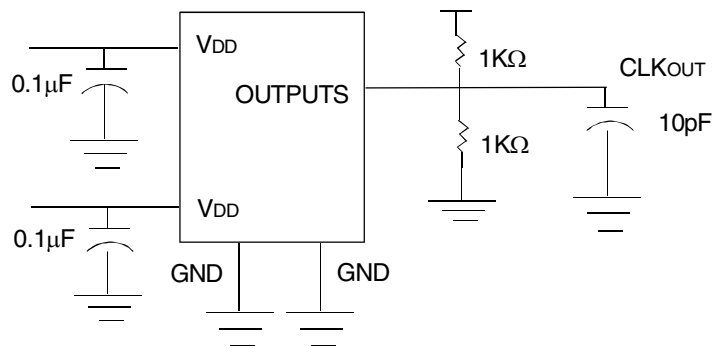 VDD
1KΩ
CLKOUT
0.1μF
OUTPUTS
10pF
1KΩ
VDD
0.1μF
GND
GND